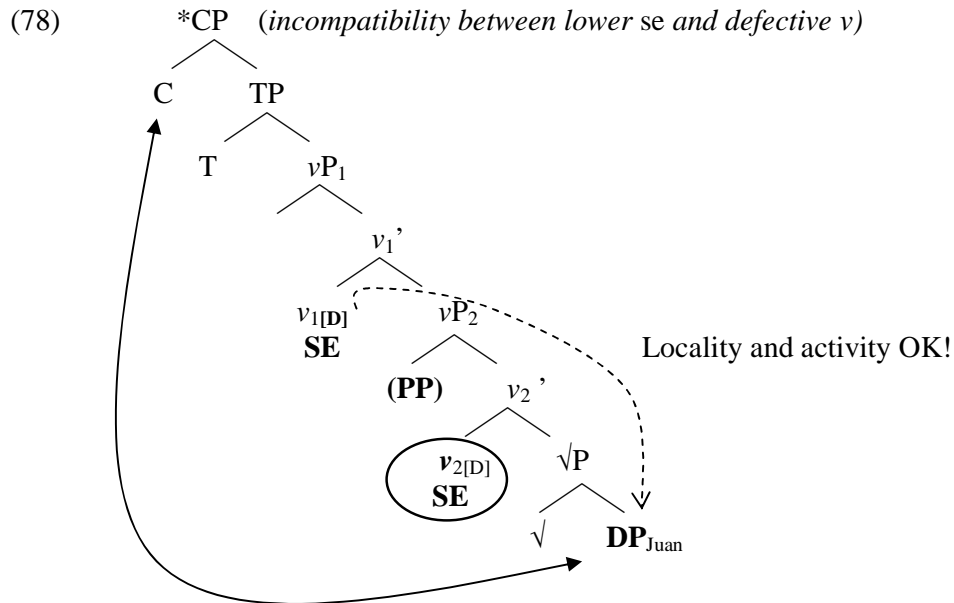 (78) *CP (incompatibility between lower se and defective v)
C TP
T vP₁
v₁’
v₁[D] vP₂
SE Locality and activity OK!
(PP) v₂’
v₂[D] √P
SE
√ DP_Juan